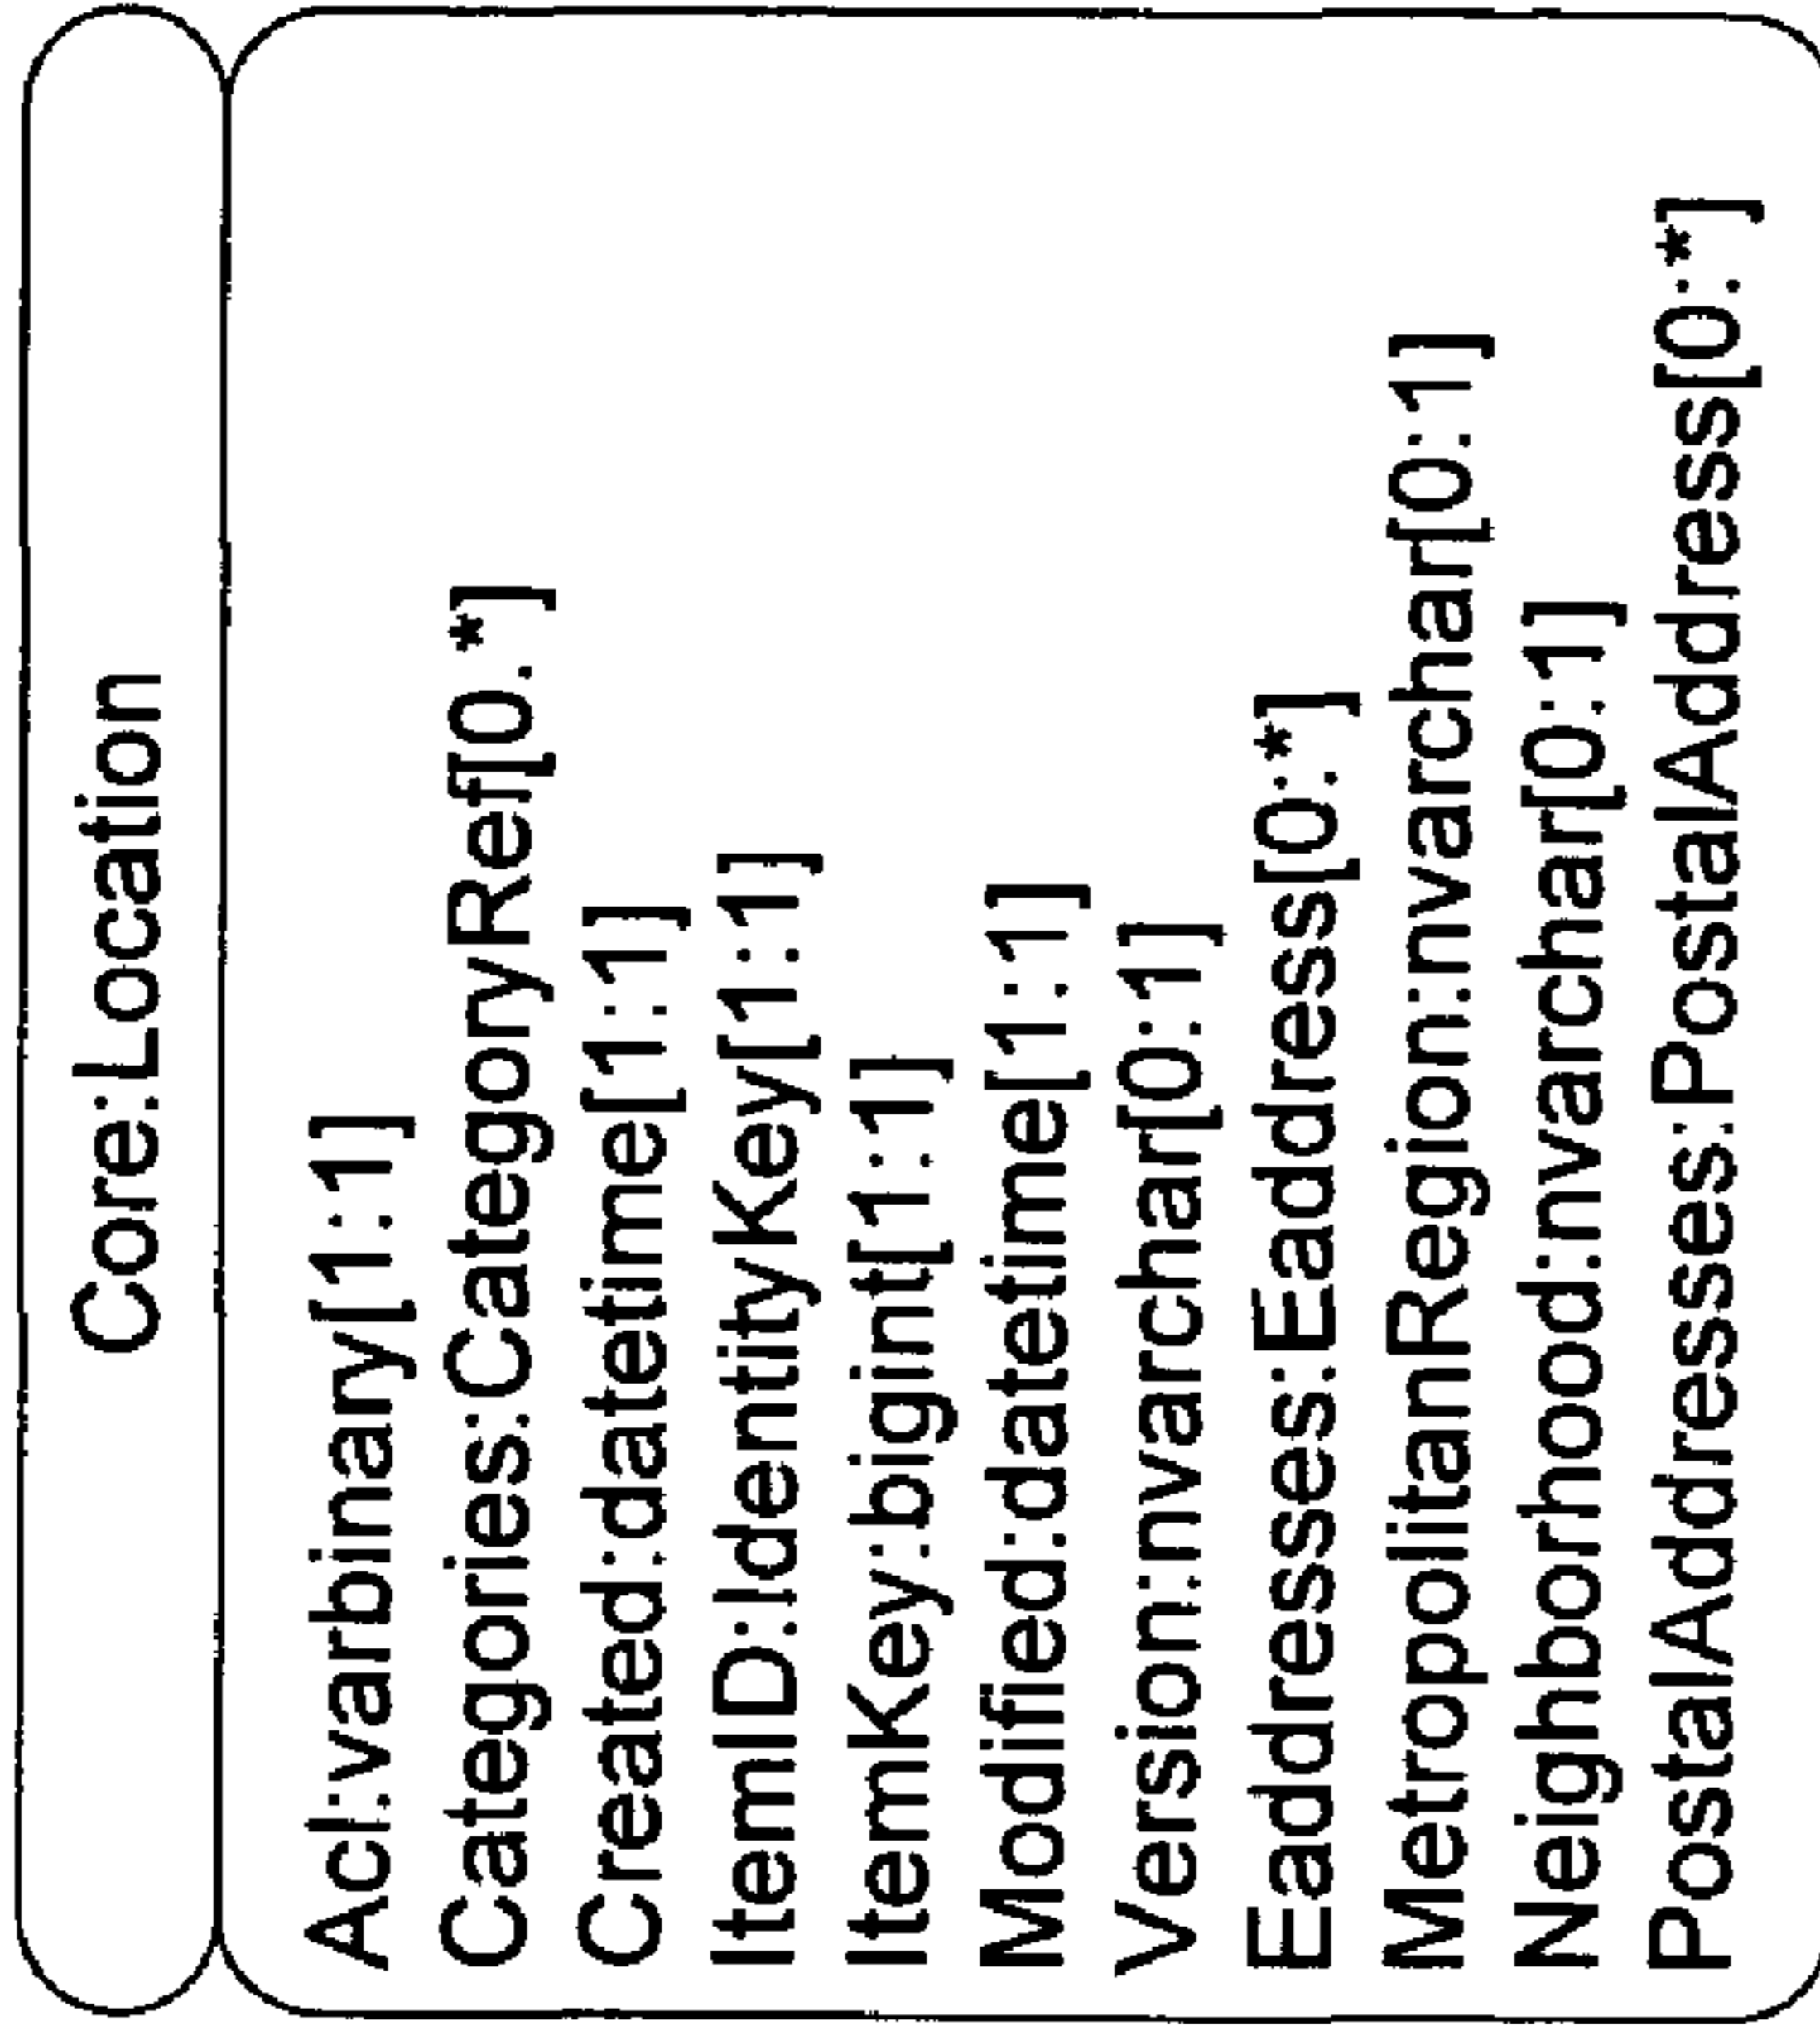 Core:Location
Acl:varbinary[1:1]
Categories:CategoryRef[0.*]
Created:datetime[1:1]
ItemID:IdentityKey[1:1]
ItemKey:bigint[1:1]
Modified:datetime[1:1]
Version:nvarchar[0:1]
Eaddresses:Eaddress[0:*]
MetropolitanRegion:nvarchar[0:1]
Neighborhood:nvarchar[0:1]
PostalAddresses:PostalAddress[0:*]